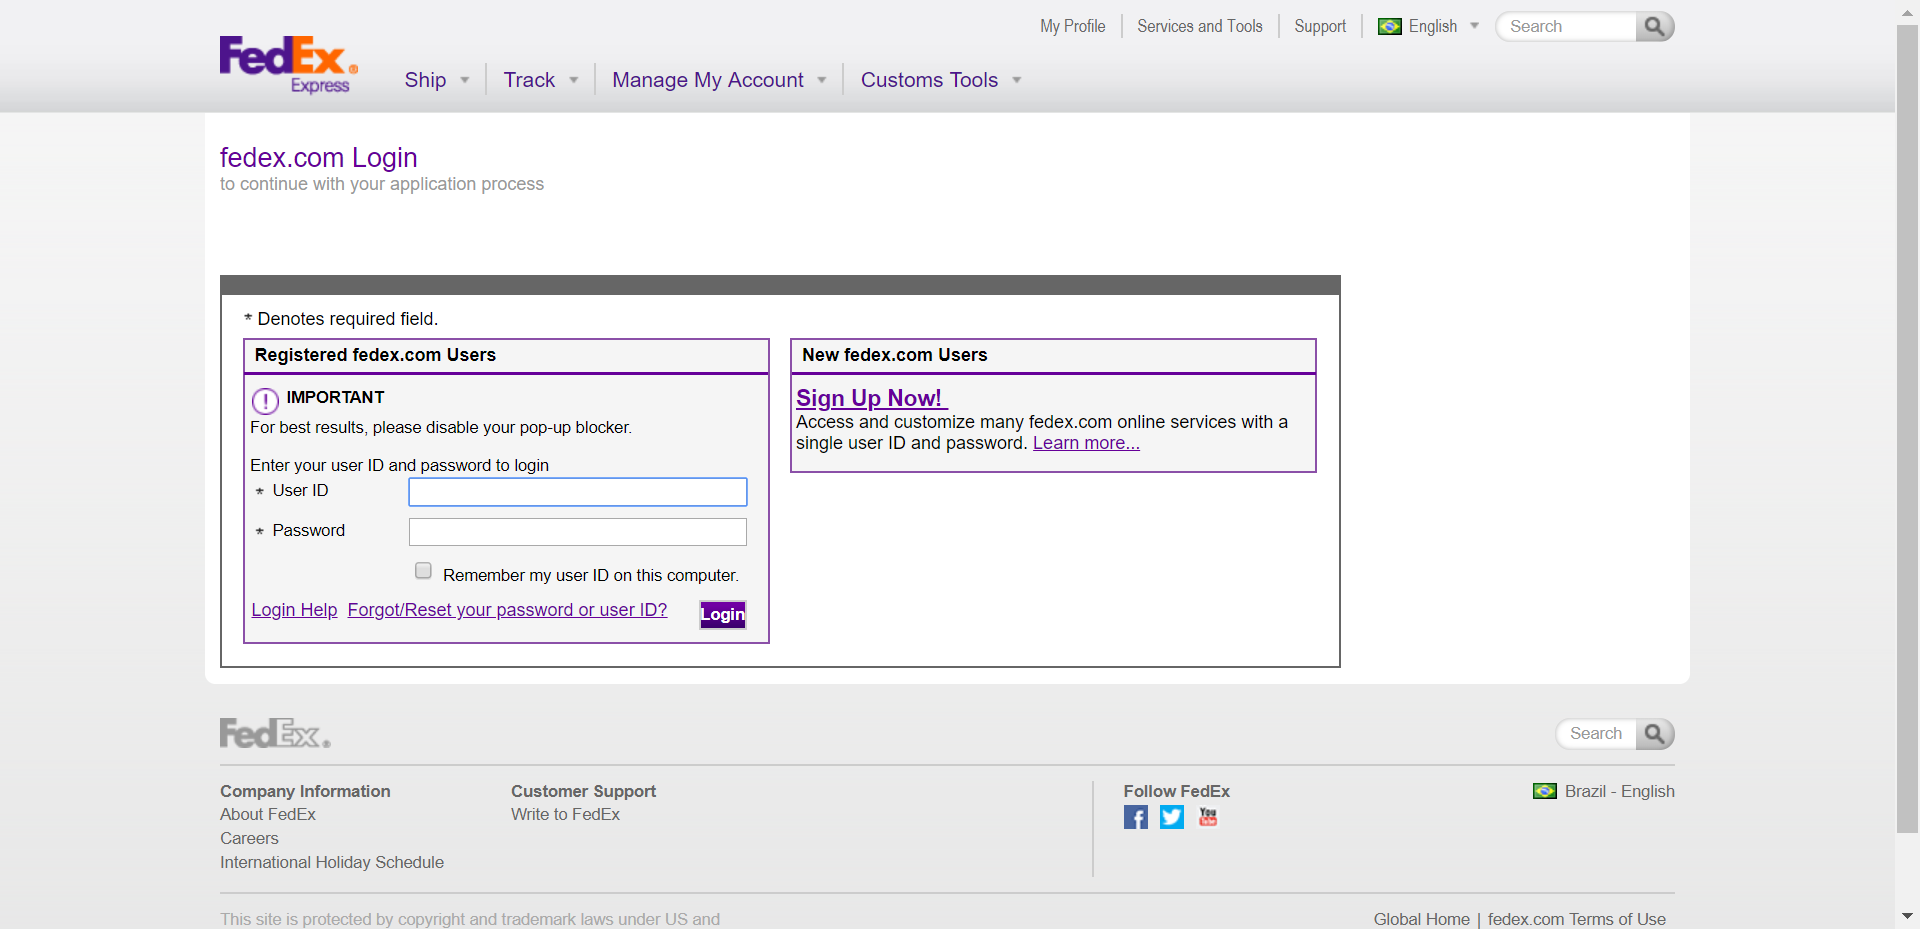 My Profile
Services and Tools
Support
English
Search
FedEx®
Express
Ship
Track
Manage My Account
Customs Tools
fedex.com Login
to continue with your application process
* Denotes required field.
Registered fedex.com Users
! IMPORTANT
For best results, please disable your pop-up blocker.
Enter your user ID and password to login
* User ID
* Password
Remember my user ID on this computer.
Login Help Forgot/Reset your password or user ID?
Login
New fedex.com Users
Sign Up Now!
Access and customize many fedex.com online services with a
single user ID and password. Learn more...
FedEx®
Search
Company Information
About FedEx
Careers
International Holiday Schedule
Customer Support
Write to FedEx
Follow FedEx
f
You
Tube
Brazil - English
This site is protected by copyright and trademark laws under US and
Global Home | fedex.com Terms of Use